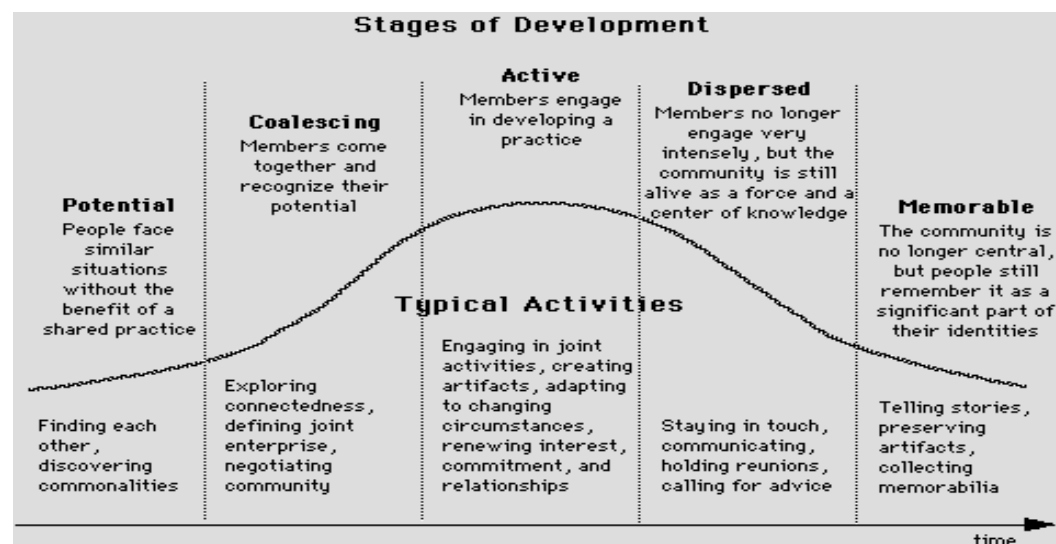 Stages of Development
Potential
People face
similar
situations
without the
benefit of a
shared practice
Coalescing
Members come
together and
recognize their
potential
Active
Members engage
in developing a
practice
Dispersed
Members no longer
engage very
intensely, but the
community is still
alive as a force and a
center of knowledge
Memorable
The community is
no longer central,
but people still
remember it as a
significant part of
their identities
Typical Activities
Finding each
other,
discovering
commonalities
Exploring
connectedness,
defining joint
enterprise,
negotiating
community
Engaging in joint
activities, creating
artifacts, adapting
to changing
circumstances,
renewing interest,
commitment, and
relationships
Staying in touch,
communicating,
holding reunions,
calling for advice
Telling stories,
preserving
artifacts,
collecting
memorabilia
time